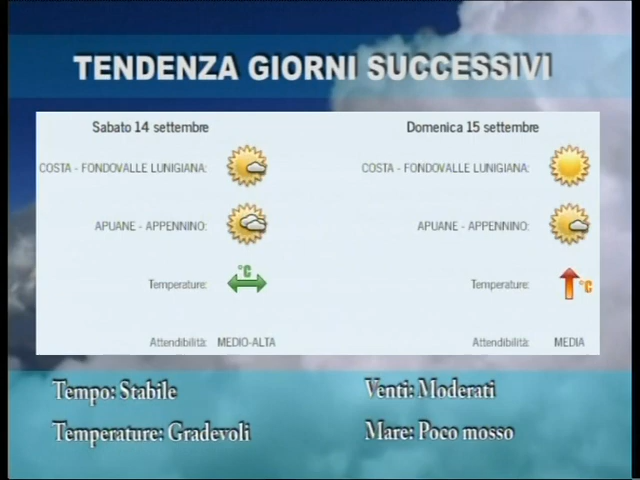 TENDENZA GIORNI SUCCESSIVI
Sabato 14 settembre
COSTA - FONDOVALLE LUNIGIANA:
APUANE - APPENNINO:
°C
Temperature:
Attendibilità: MEDIO-ALTA
Domenica 15 settembre
COSTA - FONDOVALLE LUNIGIANA:
APUANE - APPENNINO:
Temperature: °C
Attendibilità: MEDIA
Tempo: Stabile
Temperature: Gradevoli
Venti: Moderati
Mare: Poco mosso